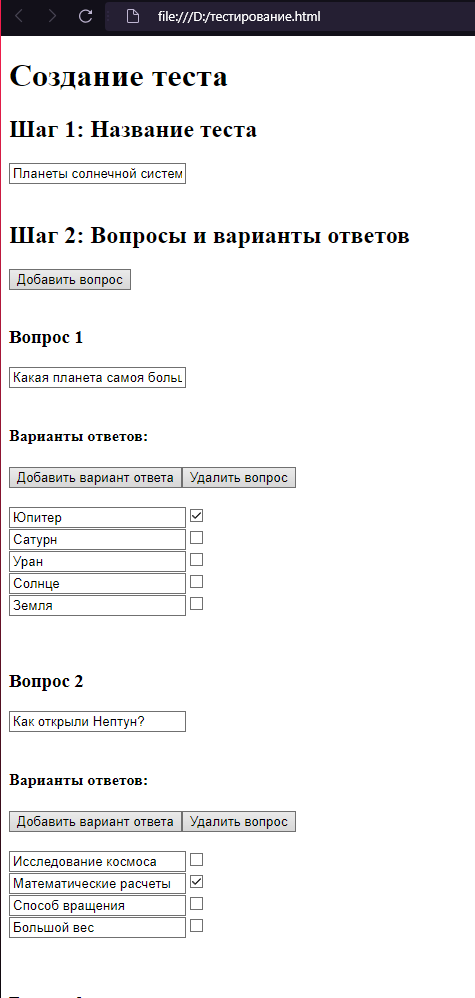 file:///D:/тестирование.html
Создание теста
Шаг 1: Название теста
Планеты солнечной систем
Шаг 2: Вопросы и варианты ответов
Добавить вопрос
Вопрос 1
Какая планета самоя больш
Варианты ответов:
Добавить вариант ответа Удалить вопрос
Юпитер
Сатурн
Уран
Солнце
Земля
Вопрос 2
Как открыли Нептун?
Варианты ответов:
Добавить вариант ответа Удалить вопрос
Исследование космоса
Математические расчеты
Способ вращения
Большой вес